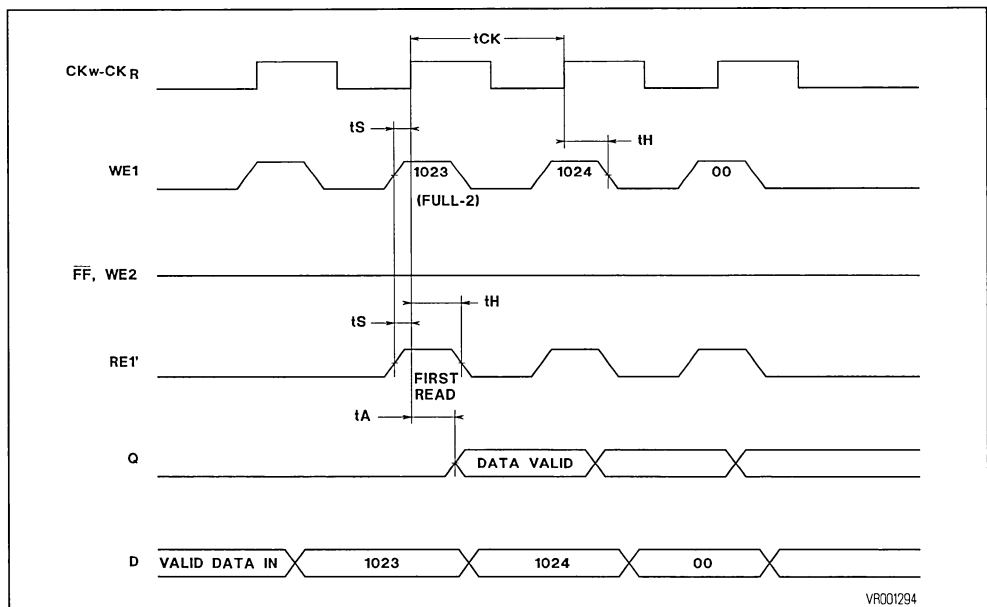 tCK
CKw-CKR
tS
tH
WE1
1023
1024
00
(FULL-2)
FF, WE2
tH
tS
RE1'
FIRST
READ
tA
Q
DATA VALID
D
VALID DATA IN
1023
1024
00
VR001294